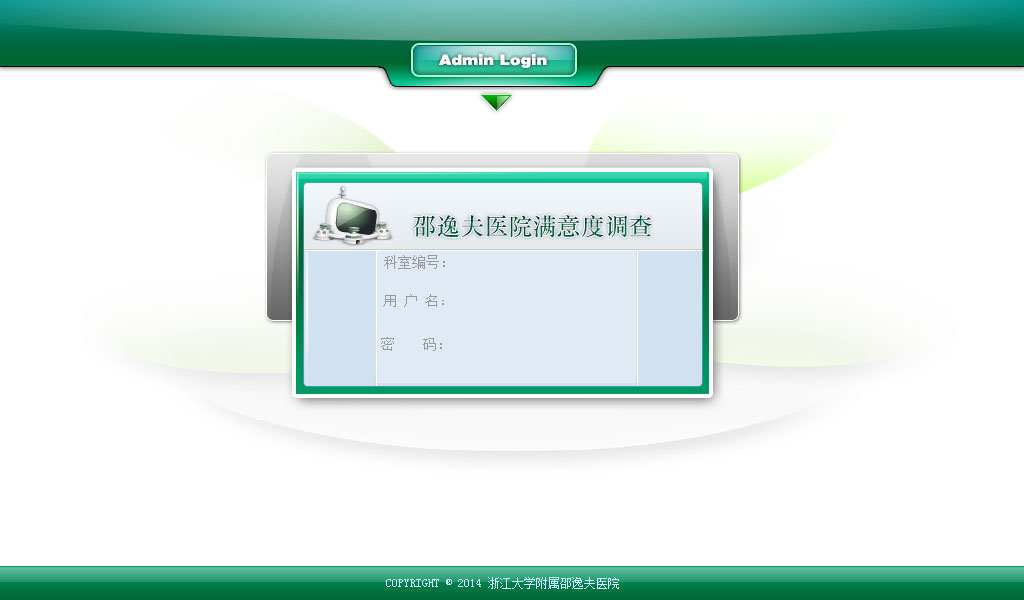 Admin Login
邵逸夫医院满意度调查
科室编号：
用 户 名：
密 码：
COPYRIGHT © 2014 浙江大学附属邵逸夫医院